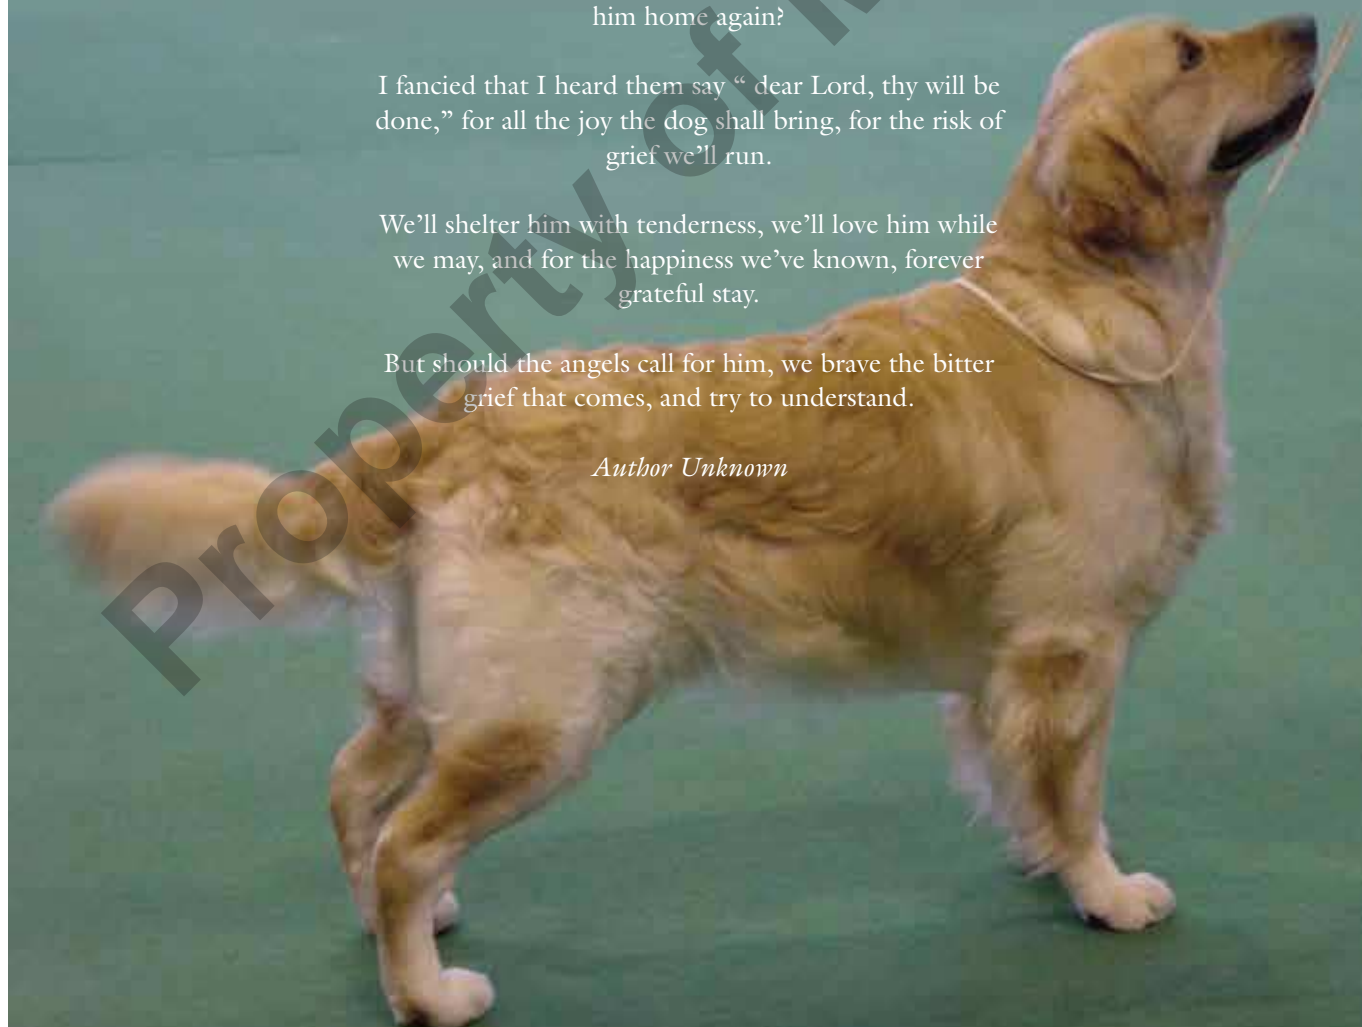 him home again?
I fancied that I heard them say “ dear Lord, thy will be
done,” for all the joy the dog shall bring, for the risk of
grief we’ll run.
We’ll shelter him with tenderness, we’ll love him while
we may, and for the happiness we’ve known, forever
grateful stay.
But should the angels call for him, we brave the bitter
grief that comes, and try to understand.
Author Unknown
Property of